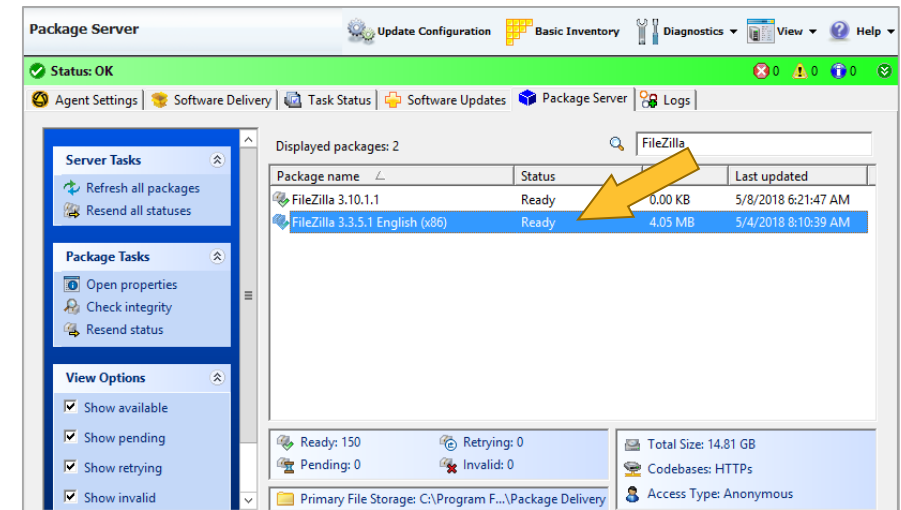 Package Server
Update Configuration
Basic Inventory
Diagnostics
View
Help
Status: OK
0
0
0
Agent Settings
Software Delivery
Task Status
Software Updates
Package Server
Logs
Server Tasks
Refresh all packages
Resend all statuses
Package Tasks
Open properties
Check integrity
Resend status
View Options
Show available
Show pending
Show retrying
Show invalid
Displayed packages: 2
FileZilla
Package name Status Last updated
FileZilla 3.10.1.1 Ready 0.00 KB 5/8/2018 6:21:47 AM
FileZilla 3.3.5.1 English (x86) Ready 4.05 MB 5/4/2018 8:10:39 AM
Ready: 150
Retrying: 0
Pending: 0
Invalid: 0
Primary File Storage: C:\Program F...\Package Delivery
Total Size: 14.81 GB
Codebases: HTTPs
Access Type: Anonymous